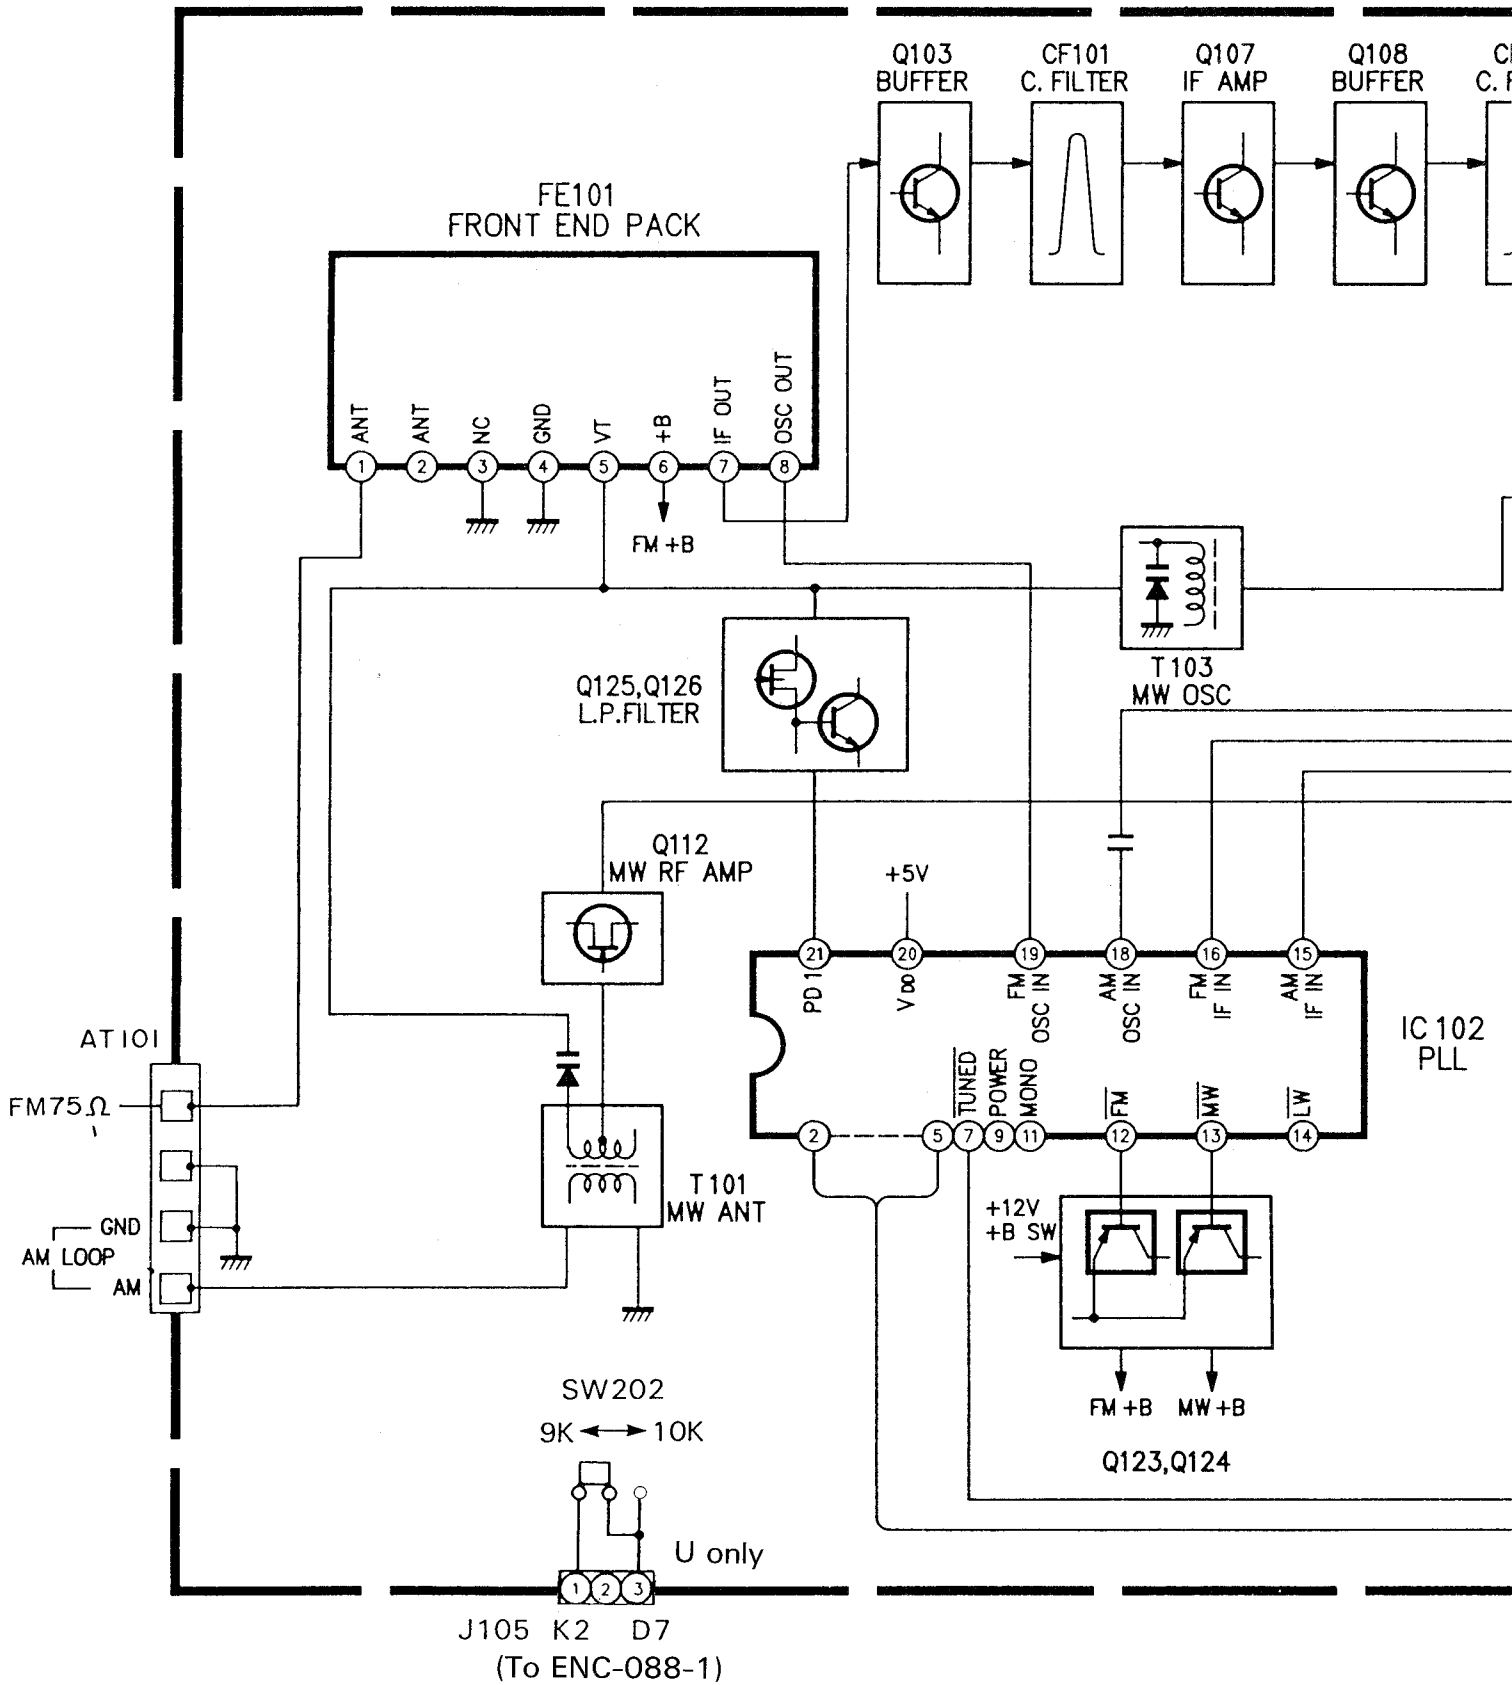 Q103
BUFFER
CF101
C. FILTER
Q107
IF AMP
Q108
BUFFER
FE101
FRONT END PACK
ANT
ANT
NC
GND
VT
+B
IF OUT
OSC OUT
1
2
3
4
5
6
7
8
FM +B
T103
MW OSC
Q125,Q126
L.P.FILTER
Q112
MW RF AMP
+5V
21
20
19
18
16
15
PD1
VDD
FM
OSC IN
AM
OSC IN
FM
IF IN
AM
IF IN
IC102
PLL
TUNED
POWER
MONO
FM
MW
LW
2
5
7
9
11
12
13
14
AT101
FM75Ω
GND
AM LOOP
AM
T101
MW ANT
+12V
+B SW
FM +B
MW +B
Q123,Q124
SW202
9K
10K
U only
1
2
3
J105 K2 D7
(To ENC-088-1)